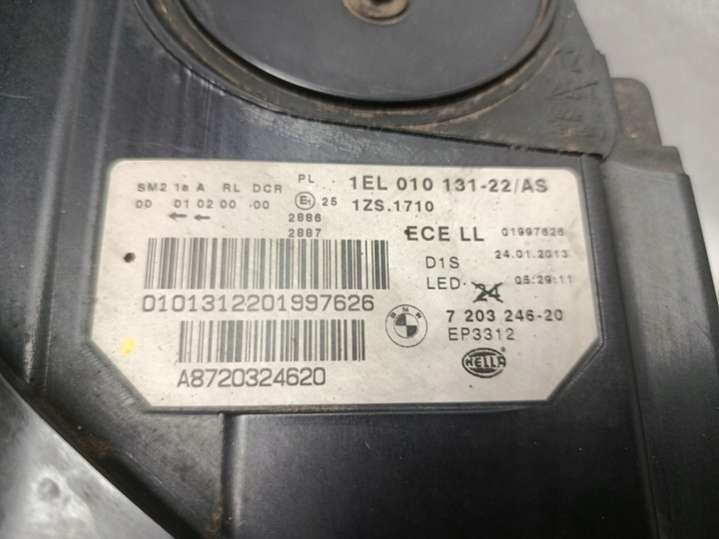 PL 1EL 010 131-22/AS
SM2 1a A RL DCR
E1 25 1ZS.1710
00 01 02 00 00
2886
2887
ECE LL 01997626
D1S 24.01.2013
LED 24 05:29:11
0101312201997626
BMW 7 203 246-20
EP3312
A8720324620
HELLA